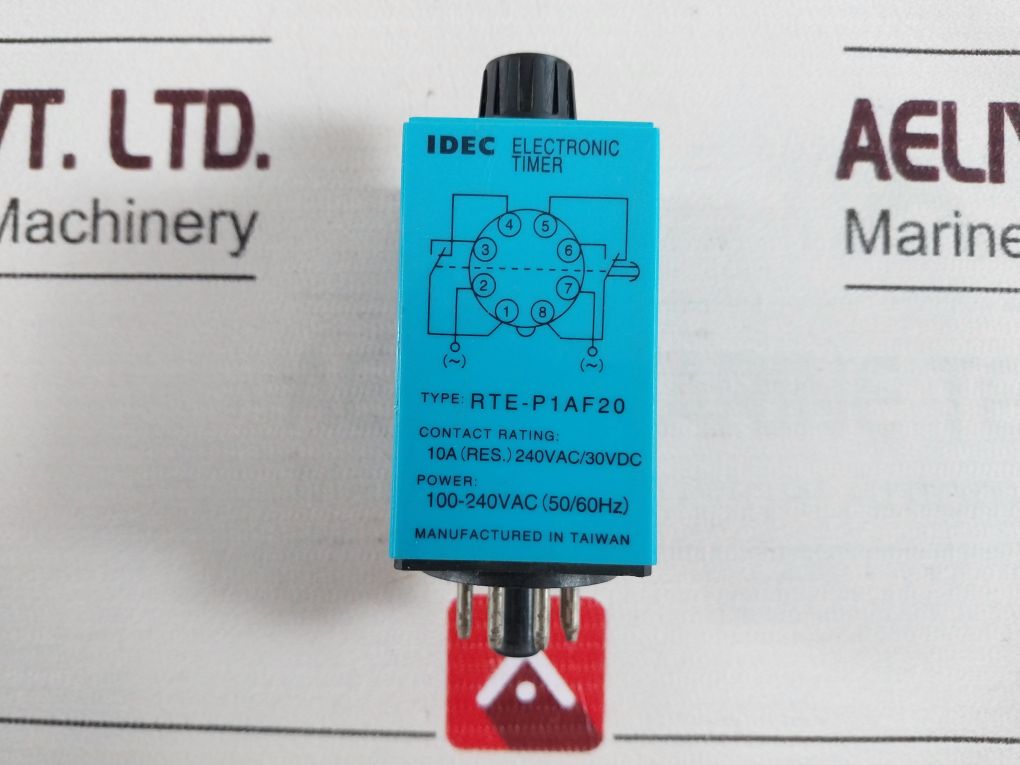 VT. LTD.
Machinery
AELIY
Marine
IDEC ELECTRONIC
TIMER
4 5
3 6
2 7
1 8
(~) (~)
TYPE: RTE-P1AF20
CONTACT RATING:
10A (RES.) 240VAC/30VDC
POWER:
100-240VAC (50/60Hz)
MANUFACTURED IN TAIWAN